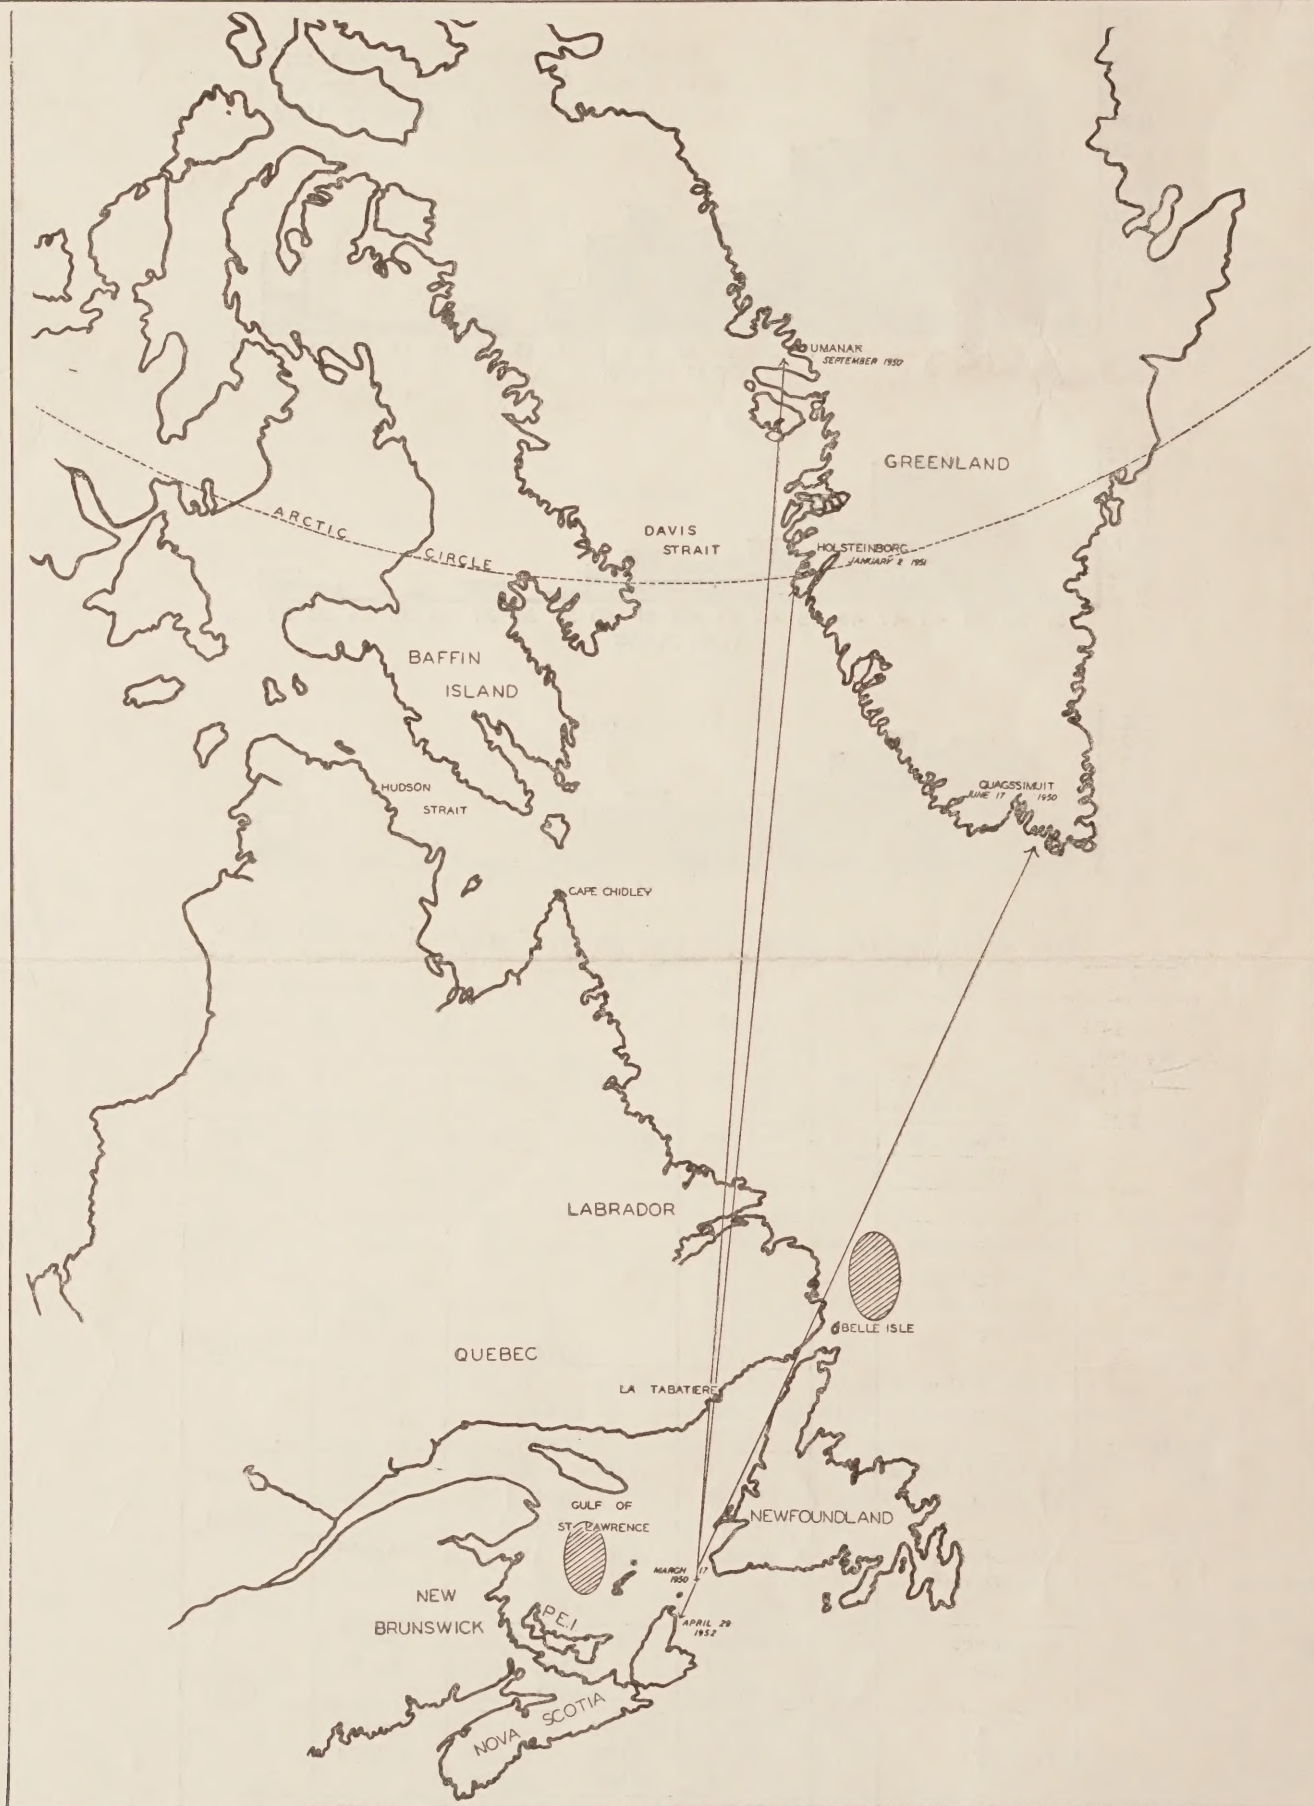 UMANAK
SEPTEMBER 1950
GREENLAND
ARCTIC CIRCLE
DAVIS
STRAIT
HOLSTEINBORG
JANUARY 2 1951
BAFFIN
ISLAND
HUDSON
STRAIT
QUAGSSIMUIT
JUNE 17 1950
CAPE CHIDLEY
LABRADOR
BELLE ISLE
QUEBEC
LA TABATIERE
GULF OF
ST. LAWRENCE
NEWFOUNDLAND
MARCH 17
1950
NEW
BRUNSWICK
P.E.I
APRIL 29
1952
NOVA SCOTIA